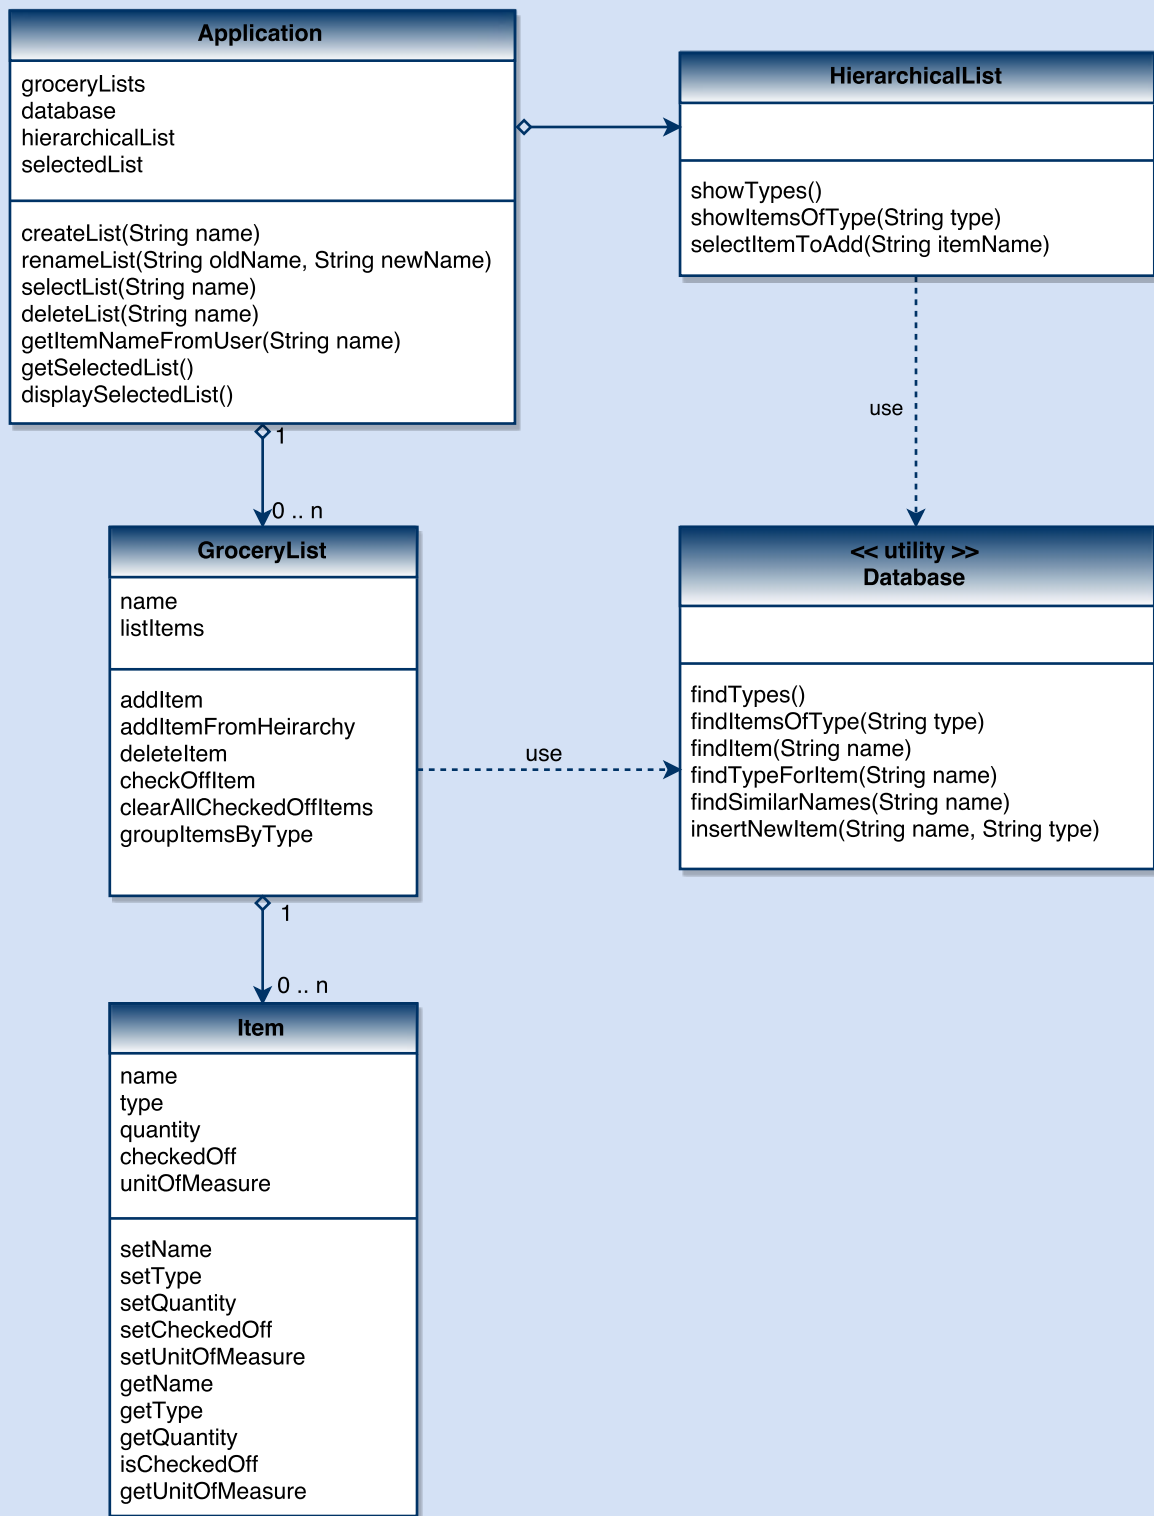 Application
groceryLists
database
hierarchicalList
selectedList
createList(String name)
renameList(String oldName, String newName)
selectList(String name)
deleteList(String name)
getItemNameFromUser(String name)
getSelectedList()
displaySelectedList()
HierarchicalList
showTypes()
showItemsOfType(String type)
selectItemToAdd(String itemName)
use
1
0 .. n
GroceryList
name
listItems
addItem
addItemFromHeirarchy
deleteItem
checkOffItem
clearAllCheckedOffItems
groupItemsByType
use
<< utility >>
Database
findTypes()
findItemsOfType(String type)
findItem(String name)
findTypeForItem(String name)
findSimilarNames(String name)
insertNewItem(String name, String type)
1
0 .. n
Item
name
type
quantity
checkedOff
unitOfMeasure
setName
setType
setQuantity
setCheckedOff
setUnitOfMeasure
getName
getType
getQuantity
isCheckedOff
getUnitOfMeasure